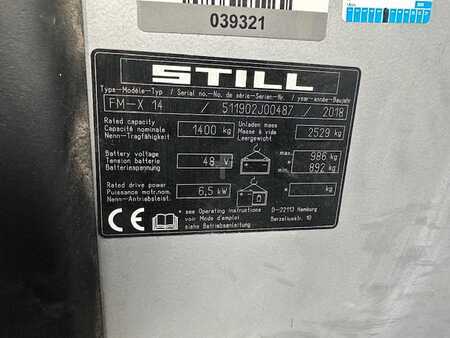 039321
STILL
Type-Modèle-Typ / Serial no.-No. de série-Serien-Nr. / year-année-Baujahr
FM-X 14 / 511902J00487 / 2018
Rated capacity
Capacité nominale
Nenn-Tragfähigkeit
1400 kg
Unladen mass
Masse à vide
Leergewicht
2529 kg
Battery voltage
Tension batterie
Batteriespannung
48 V
* max 986 kg
* min 892 kg
Rated drive power
Puissance motr.nom.
Nenn-Antriebsleist.
6,5 kW
* kg
CE
* see Operating instructions
voir Mode d'emploi
siehe Betriebsanleitung
D-22113 Hamburg
Berzeliusstr. 10